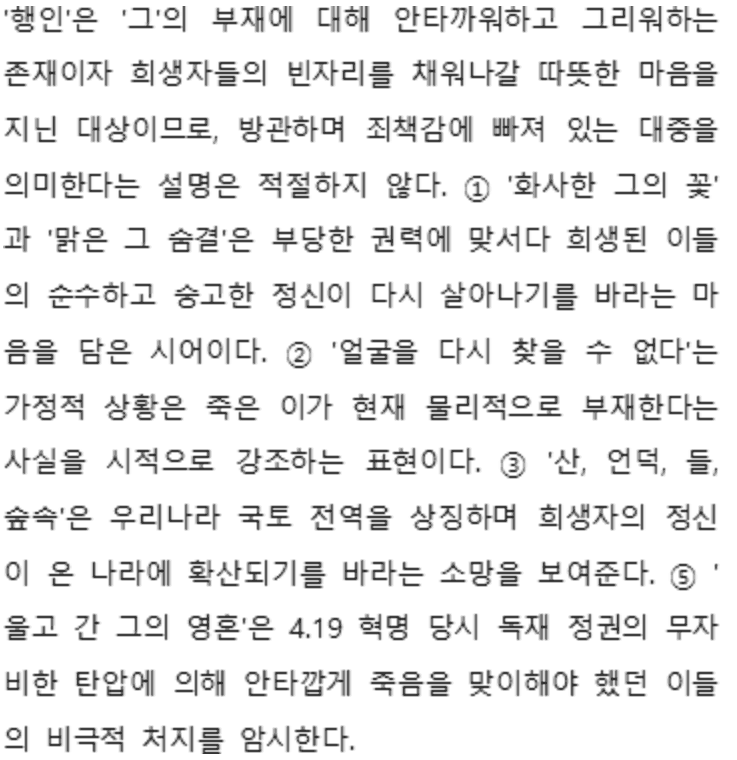 '행인'은 '그'의 부재에 대해 안타까워하고 그리워하는
존재이자 희생자들의 빈자리를 채워나갈 따뜻한 마음을
지닌 대상이므로, 방관하며 죄책감에 빠져 있는 대중을
의미한다는 설명은 적절하지 않다. ① '화사한 그의 꽃'
과 '맑은 그 숨결'은 부당한 권력에 맞서다 희생된 이들
의 순수하고 숭고한 정신이 다시 살아나기를 바라는 마
음을 담은 시어이다. ② '얼굴을 다시 찾을 수 없다'는
가정적 상황은 죽은 이가 현재 물리적으로 부재한다는
사실을 시적으로 강조하는 표현이다. ③ '산, 언덕, 들,
숲속'은 우리나라 국토 전역을 상징하며 희생자의 정신
이 온 나라에 확산되기를 바라는 소망을 보여준다. ⑤ '
울고 간 그의 영혼'은 4.19 혁명 당시 독재 정권의 무자
비한 탄압에 의해 안타깝게 죽음을 맞이해야 했던 이들
의 비극적 처지를 암시한다.